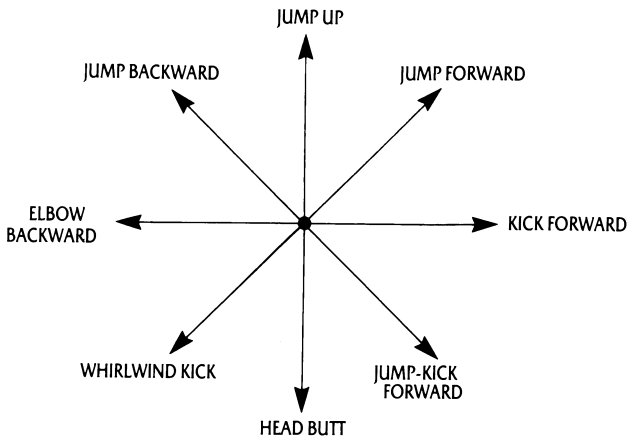 JUMP UP
JUMP BACKWARD
JUMP FORWARD
ELBOW
BACKWARD
KICK FORWARD
WHIRLWIND KICK
JUMP-KICK
FORWARD
HEAD BUTT